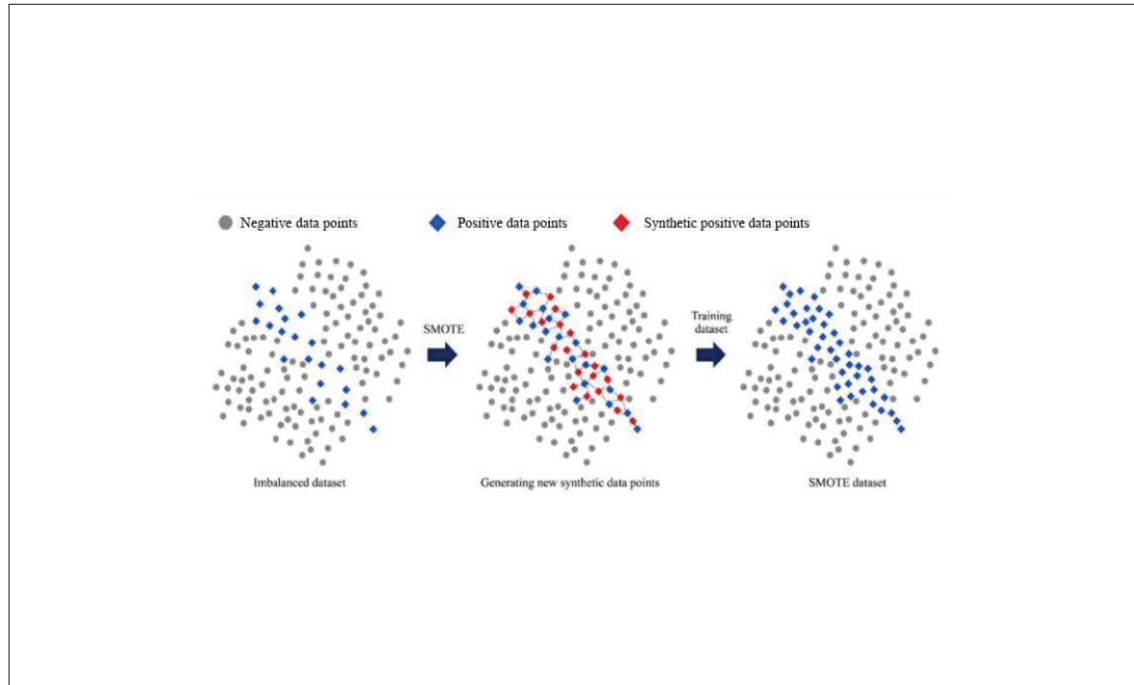 Negative data points
Positive data points
Synthetic positive data points
SMOTE
Training
dataset
Imbalanced dataset
Generating new synthetic data points
SMOTE dataset